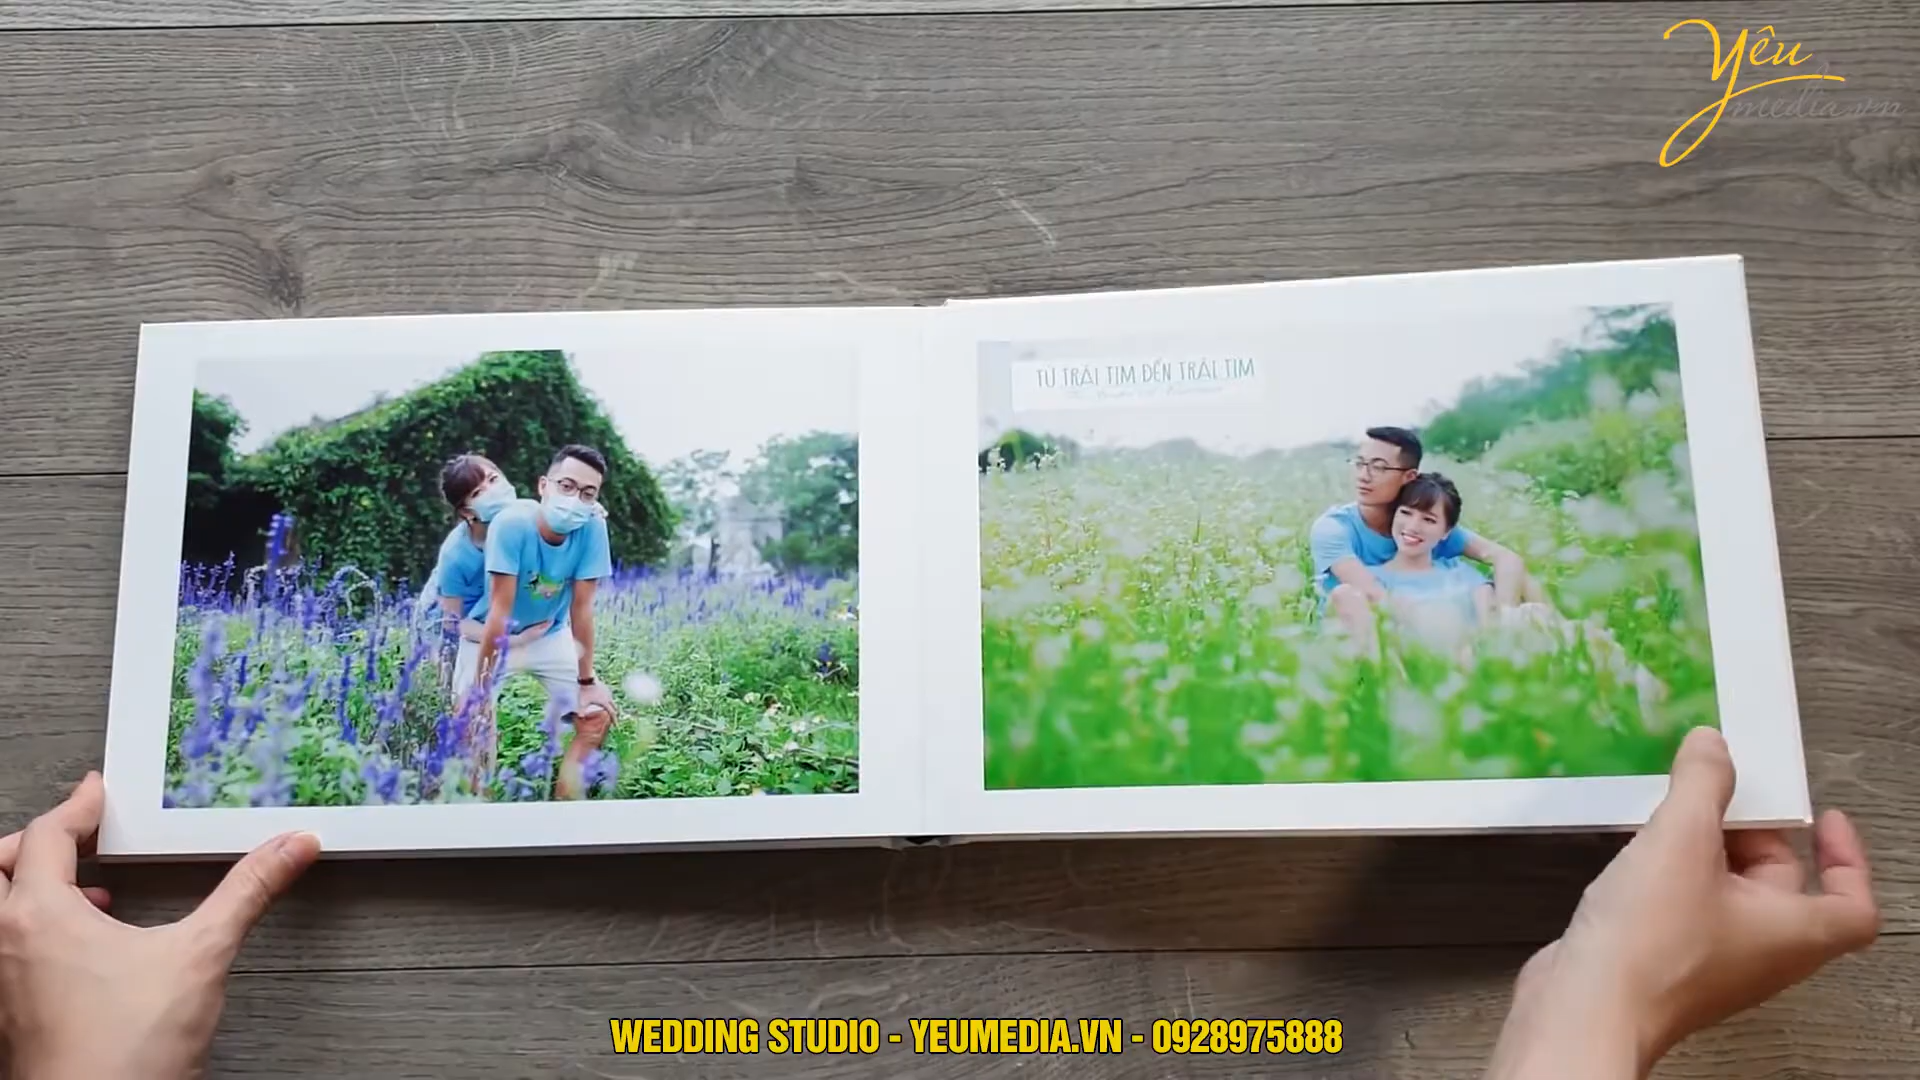 Yêu
media.vn
TỪ TRÁI TIM ĐẾN TRÁI TIM
WEDDING STUDIO - YEUMEDIA.VN - 0928975888